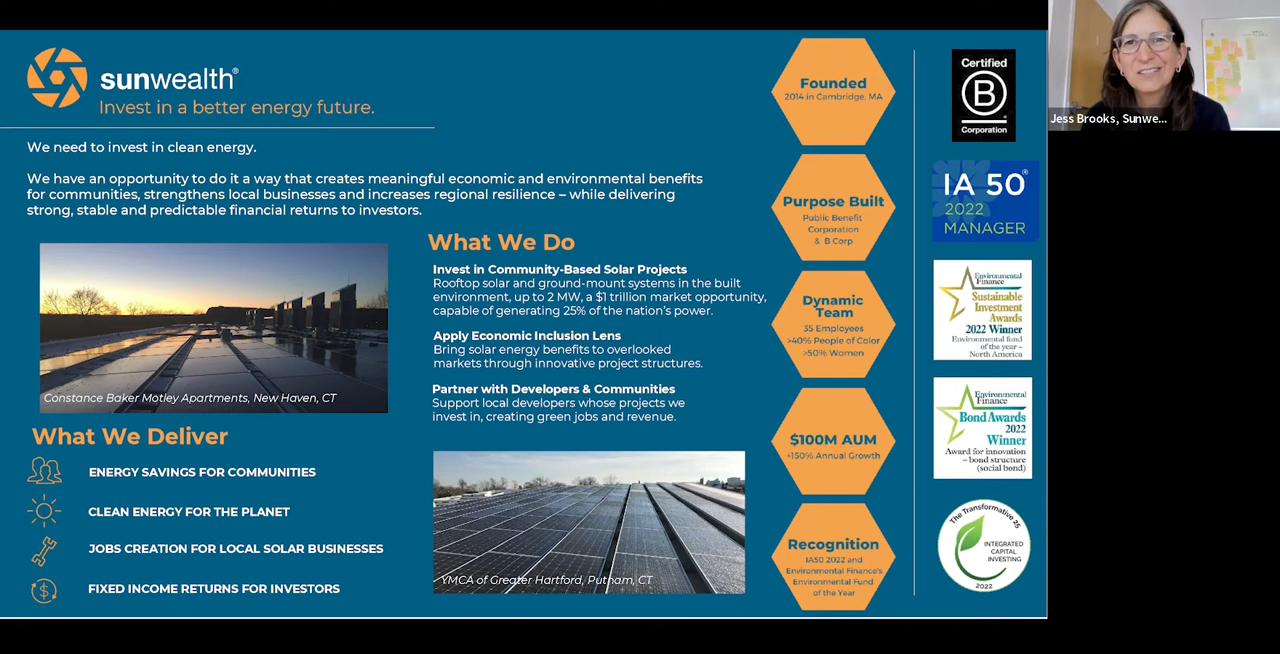 sunwealth®
Invest in a better energy future.
We need to invest in clean energy.
We have an opportunity to do it a way that creates meaningful economic and environmental benefits
for communities, strengthens local businesses and increases regional resilience – while delivering
strong, stable and predictable financial returns to investors.
Constance Baker Motley Apartments, New Haven, CT
What We Deliver
ENERGY SAVINGS FOR COMMUNITIES
CLEAN ENERGY FOR THE PLANET
JOBS CREATION FOR LOCAL SOLAR BUSINESSES
$
FIXED INCOME RETURNS FOR INVESTORS
What We Do
Invest in Community-Based Solar Projects
Rooftop solar and ground-mount systems in the built
environment, up to 2 MW, a $1 trillion market opportunity,
capable of generating 25% of the nation's power.
Apply Economic Inclusion Lens
Bring solar energy benefits to overlooked
markets through innovative project structures.
Partner with Developers & Communities
Support local developers whose projects we
invest in, creating green jobs and revenue.
YMCA of Greater Hartford, Putnam, CT
Founded
2014 in Cambridge, MA
Purpose Built
Public Benefit
Corporation
& B Corp
Dynamic
Team
35 Employees
>40% People of Color
>50% Women
$100M AUM
+150% Annual Growth
Recognition
IA50 2022 and
Environmental Finance's
Environmental Fund
of the Year
Certified
B
Corporation
IA 50®
2022
MANAGER
Environmental
Finance
Sustainable
Investment
Awards
2022 Winner
Environmental fund
of the year –
North America
Environmental
Finance
Bond Awards
2022
Winner
Award for innovation
– bond structure
(social bond)
The Transformative 25
INTEGRATED
CAPITAL
INVESTING
2022
Jess Brooks, Sunwe...